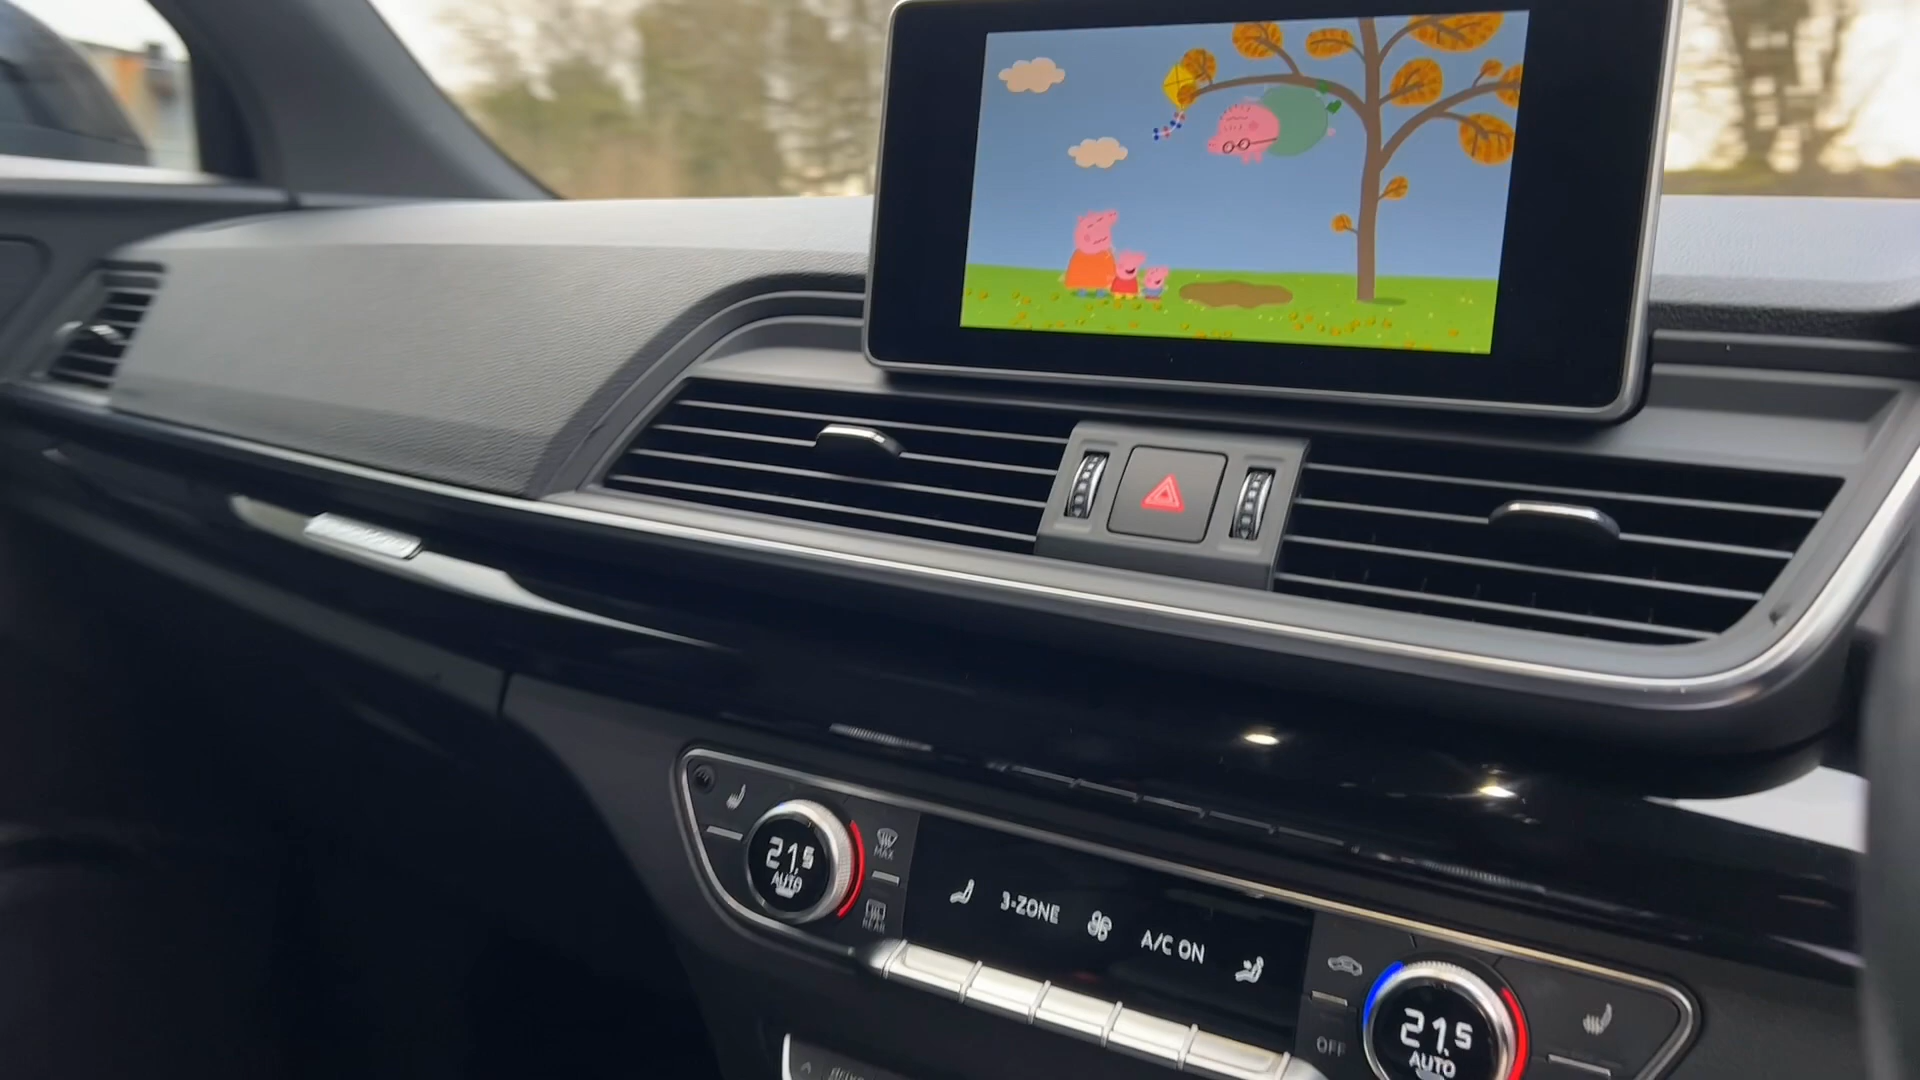 21.5
AUTO
MAX
REAR
3-ZONE
A/C ON
OFF
21.5
AUTO